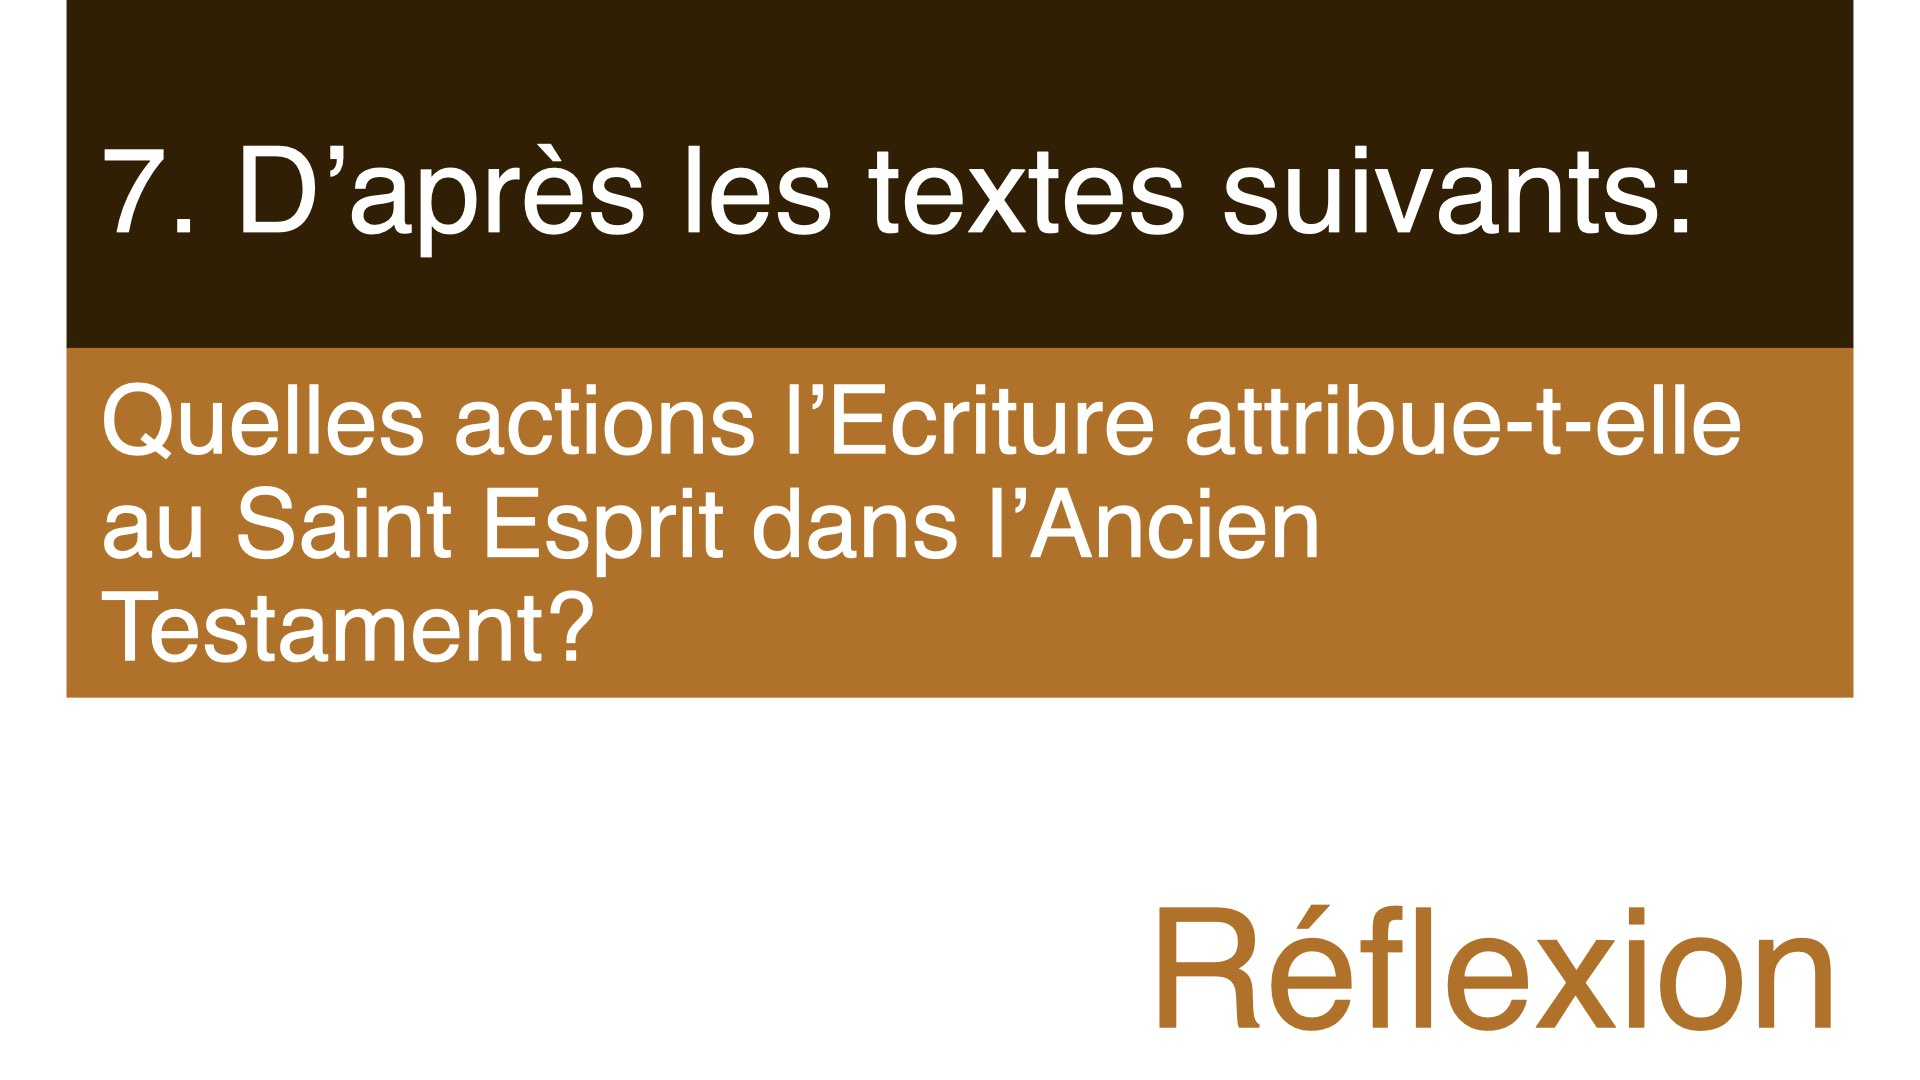 7. D’après les textes suivants:
Quelles actions l’Ecriture attribue-t-elle
au Saint Esprit dans l’Ancien
Testament?
Réflexion